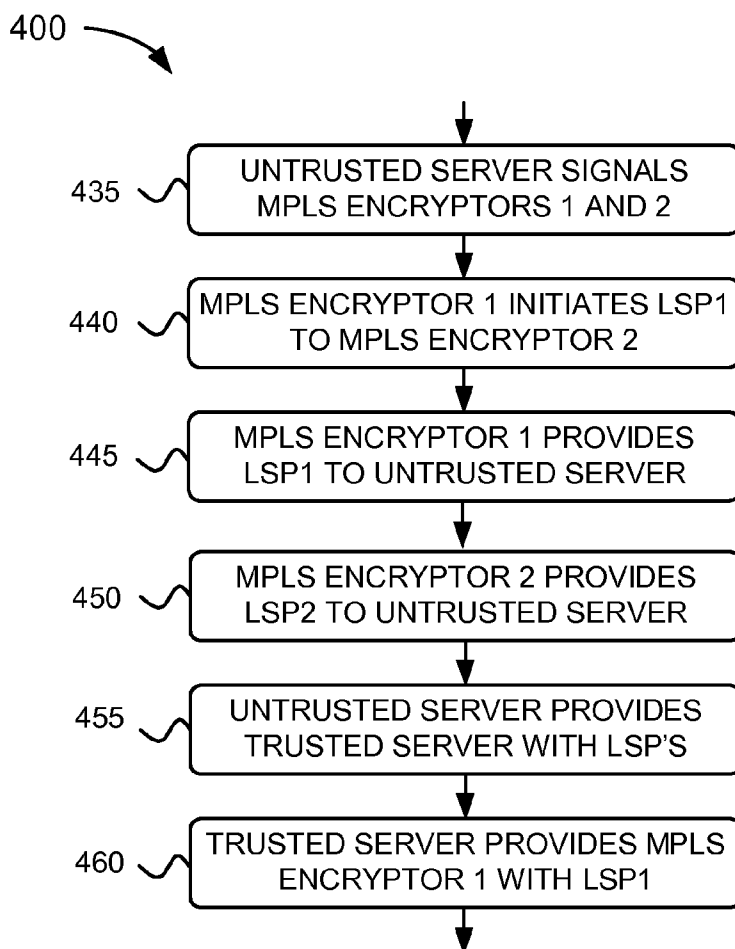 400
435
UNTRUSTED SERVER SIGNALS
MPLS ENCRYPTORS 1 AND 2
440
MPLS ENCRYPTOR 1 INITIATES LSP1
TO MPLS ENCRYPTOR 2
445
MPLS ENCRYPTOR 1 PROVIDES
LSP1 TO UNTRUSTED SERVER
450
MPLS ENCRYPTOR 2 PROVIDES
LSP2 TO UNTRUSTED SERVER
455
UNTRUSTED SERVER PROVIDES
TRUSTED SERVER WITH LSP'S
460
TRUSTED SERVER PROVIDES MPLS
ENCRYPTOR 1 WITH LSP1